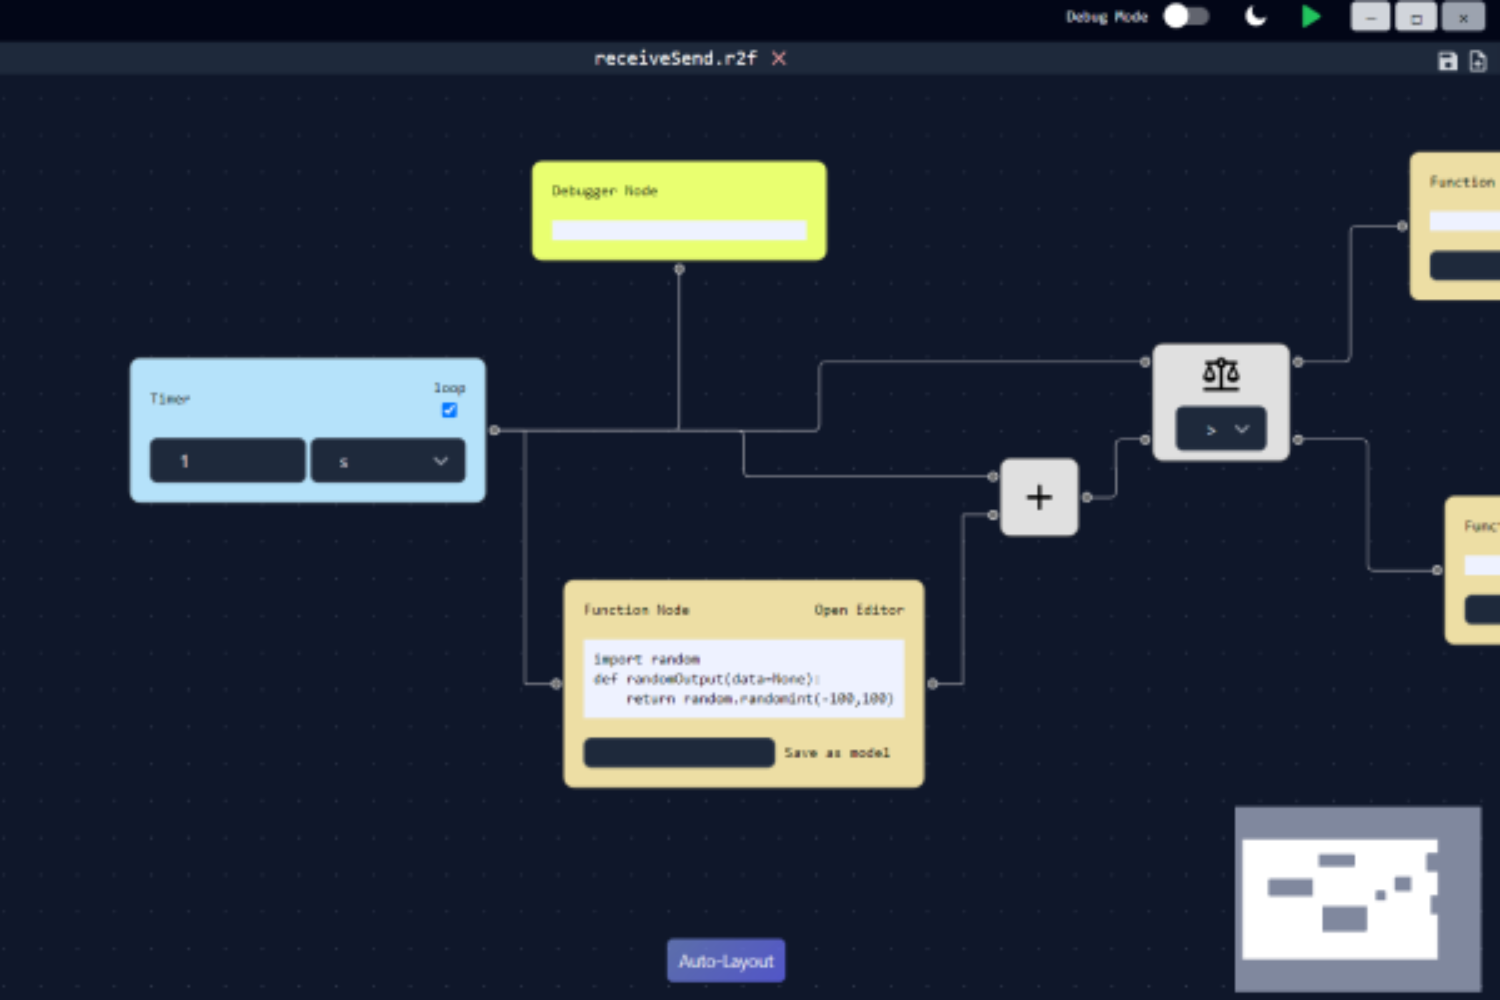 Debug Mode
receiveSend.r2f
Debugger Node
Function
Timer
loop
1
s
>
+
Func
Function Node
Open Editor
import random
def randomOutput(data=None):
return random.randomint(-100,100)
Save as model
Auto-Layout